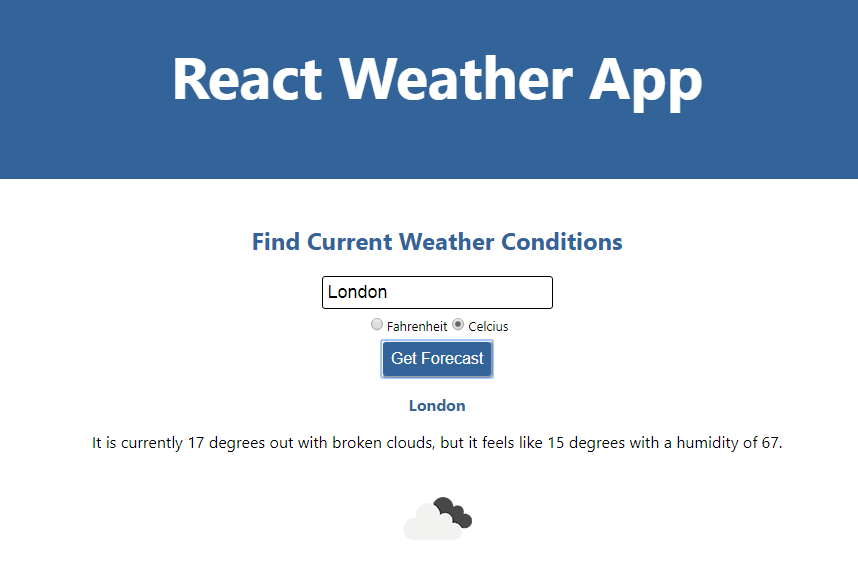 React Weather App
Find Current Weather Conditions
London
Fahrenheit Celcius
Get Forecast
London
It is currently 17 degrees out with broken clouds, but it feels like 15 degrees with a humidity of 67.